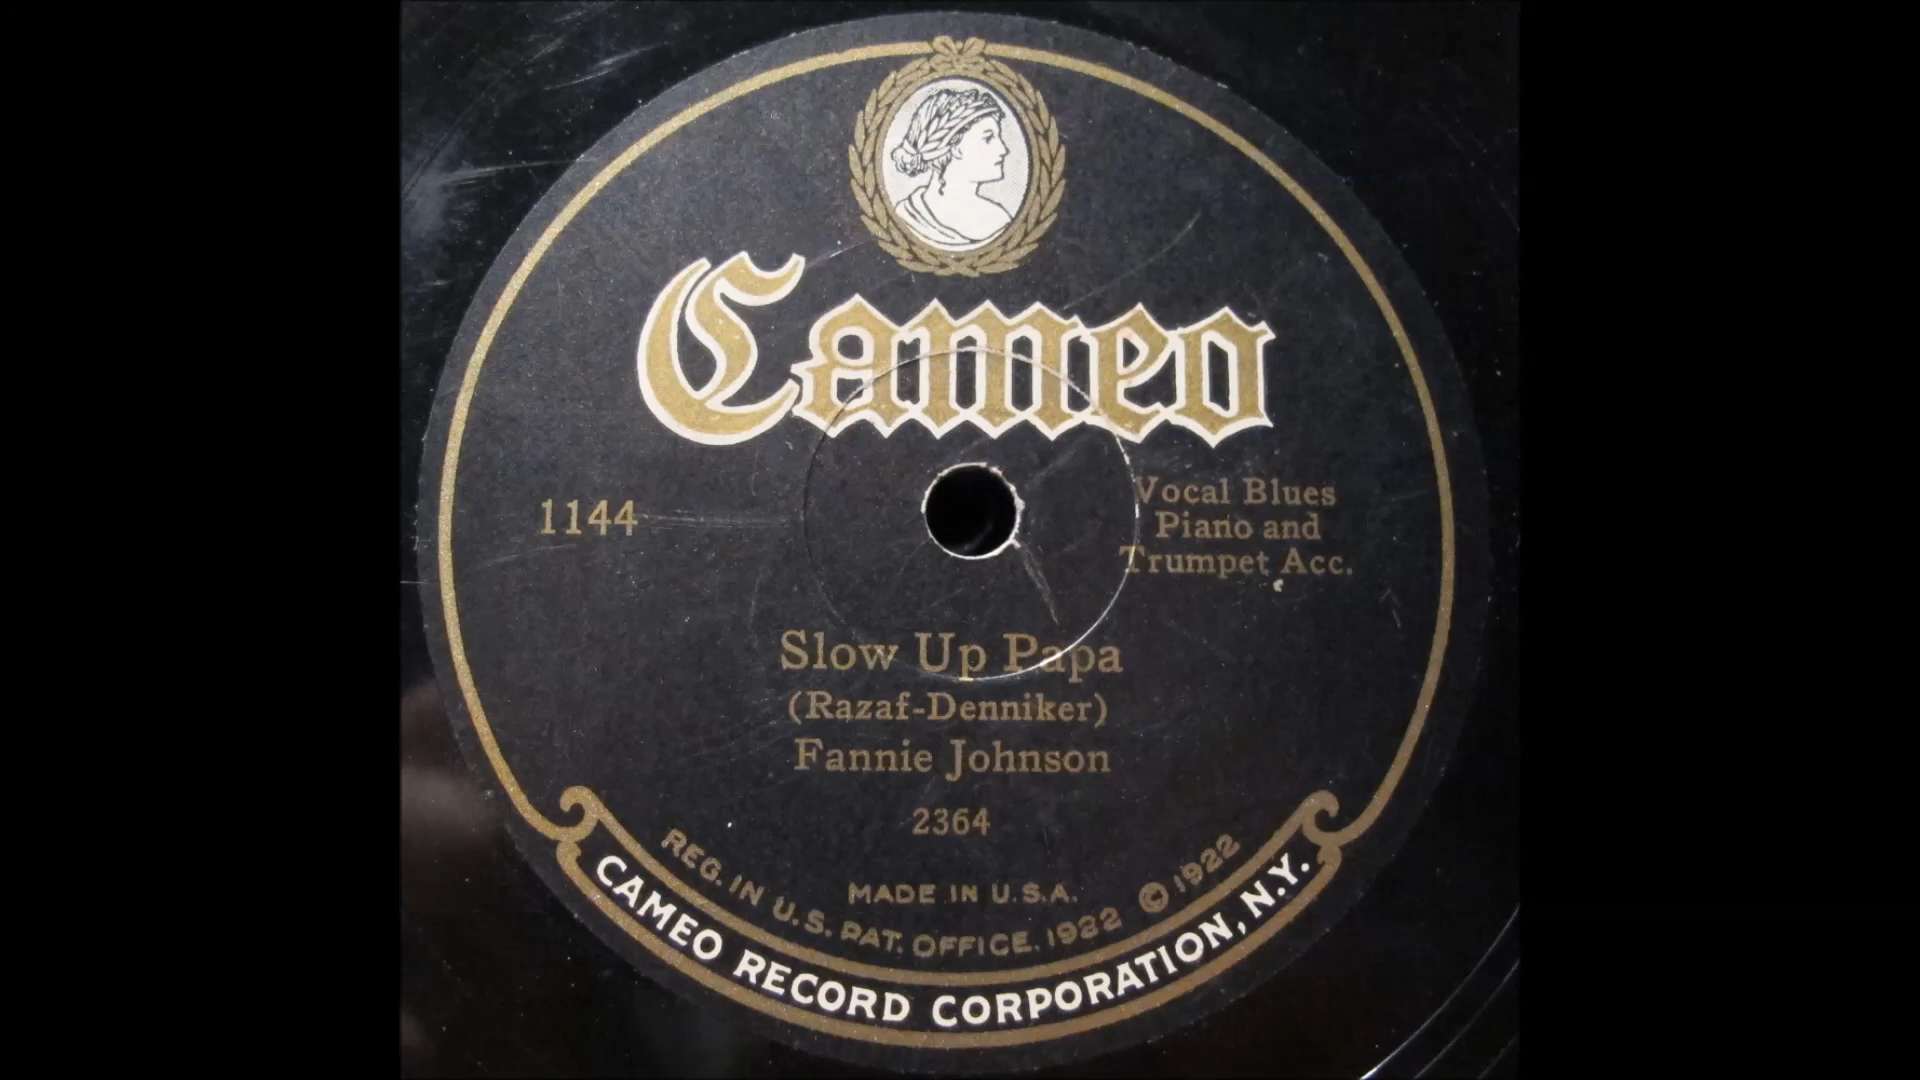 Cameo
1144
Vocal Blues
Piano and
Trumpet Acc.
Slow Up Papa
(Razaf-Denniker)
Fannie Johnson
2364
MADE IN U.S.A.
REG. IN U.S. PAT. OFFICE. 1922 © 1922
CAMEO RECORD CORPORATION, N.Y.